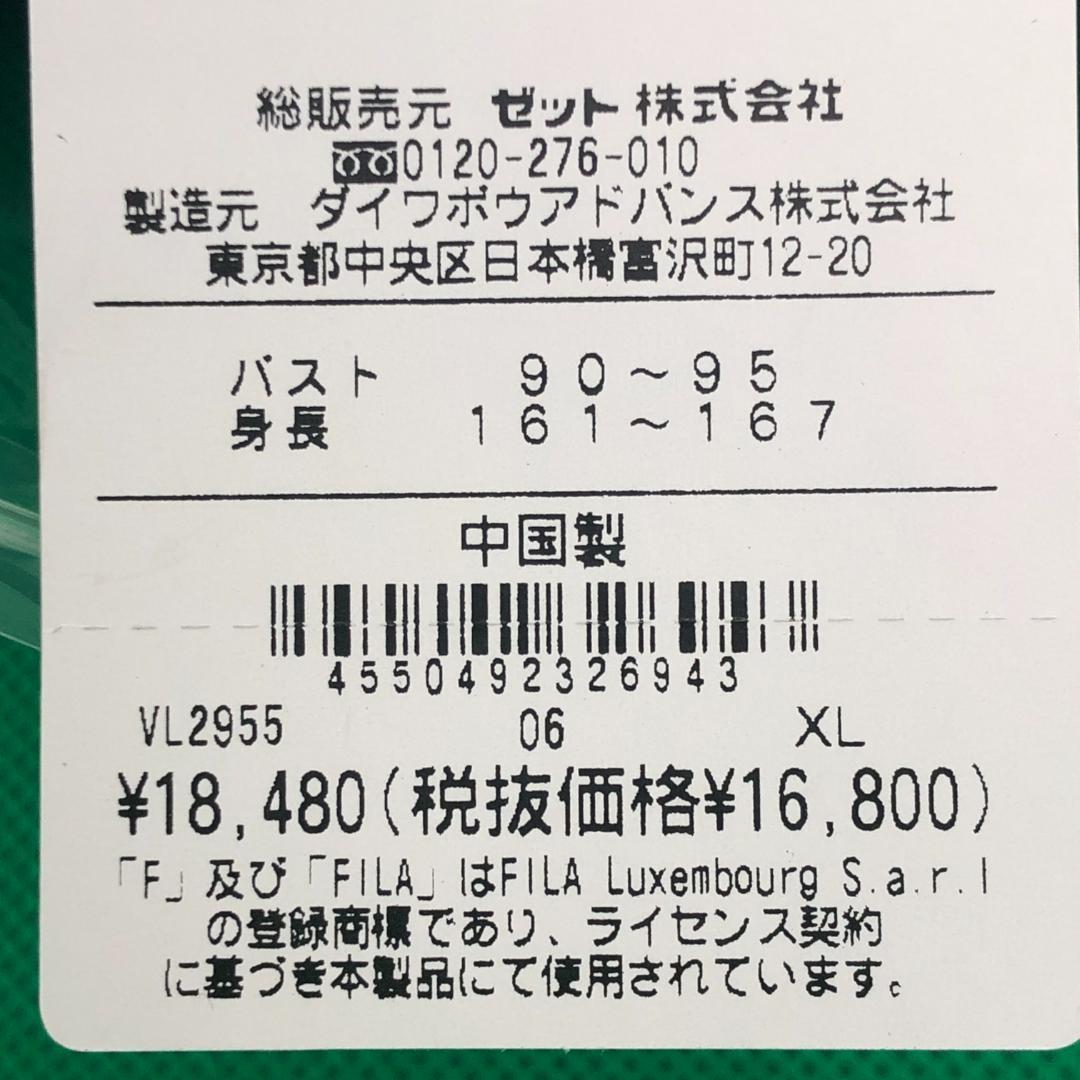 総販売元 ゼット株式会社
0120-276-010
製造元 ダイワボウアドバンス株式会社
東京都中央区日本橋富沢町12-20
バスト 90～95
身長 161～167
中国製
4550492326943
VL2955 06 XL
¥18,480(税抜価格¥16,800)
「F」及び「FILA」はFILA Luxembourg S.a.r.l
の登録商標であり、ライセンス契約
に基づき本製品にて使用されています。